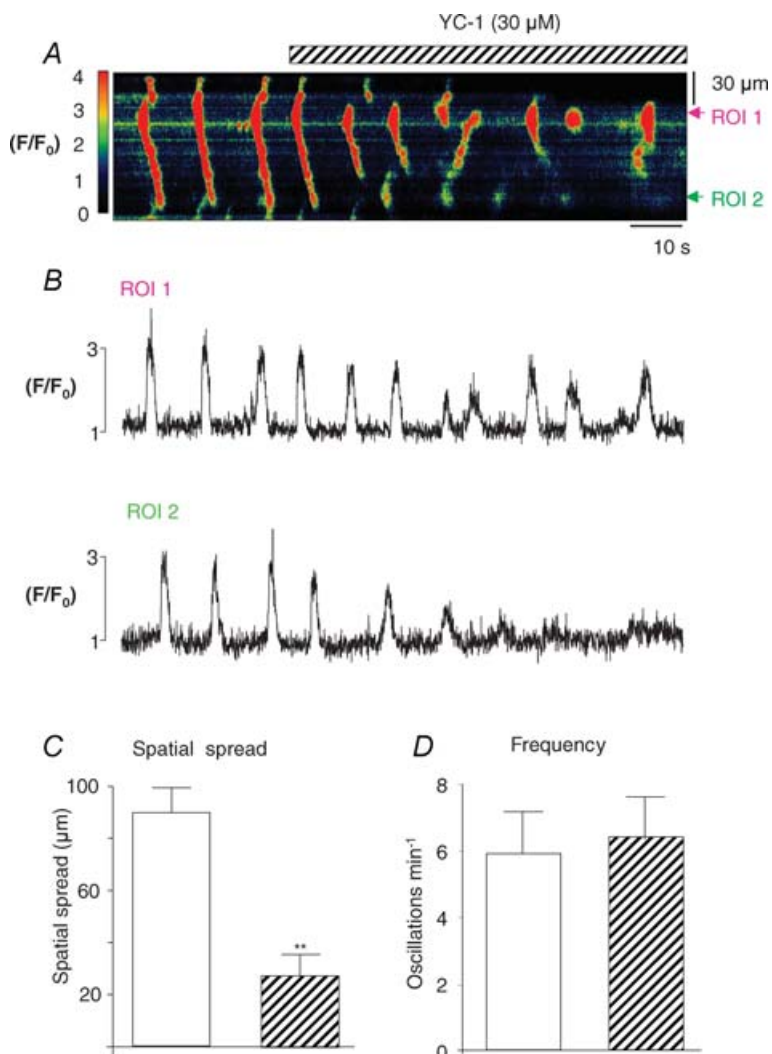 YC-1 (30 µM)
A
4
3
2
1
0
(F/F0)
30 µm
ROI 1
ROI 2
10 s
B
ROI 1
3
(F/F0)
1
ROI 2
3
(F/F0)
1
C Spatial spread
100
60
20
Spatial spread (µm)
**
D Frequency
8
6
4
2
0
Oscillations min-1